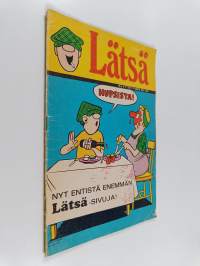 Lätsä
HUPSISTA!
NYT ENTISTÄ ENEMMÄN
Lätsä-SIVUJA!